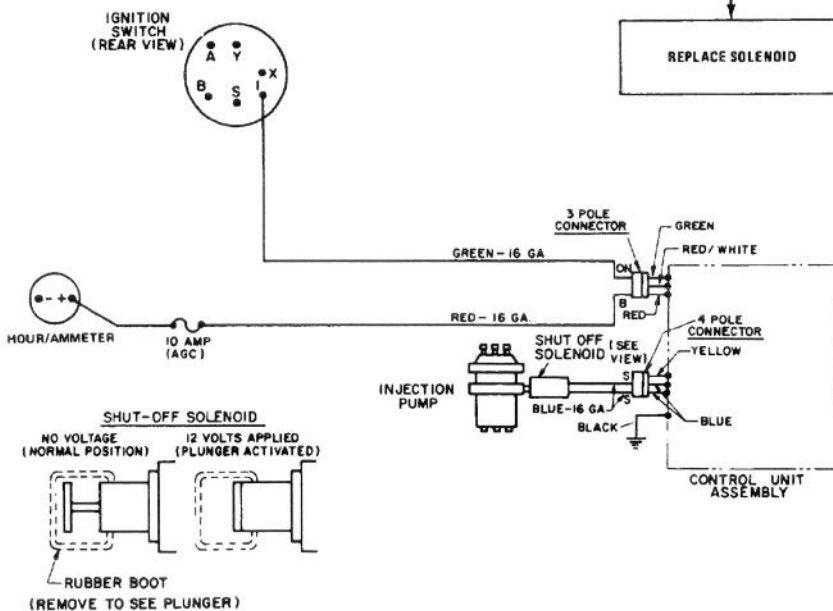 IGNITION
SWITCH
(REAR VIEW)
A Y
X
B S I
REPLACE SOLENOID
3 POLE
CONNECTOR
GREEN
RED/WHITE
GREEN-16 GA
ON
B
RED
RED-16 GA.
- +
HOUR/AMMETER
10 AMP
(AGC)
SHUT OFF
SOLENOID
(SEE
VIEW)
4 POLE
CONNECTOR
YELLOW
S
S
INJECTION
PUMP
BLUE-16 GA
BLACK
BLUE
CONTROL UNIT
ASSEMBLY
SHUT-OFF SOLENOID
NO VOLTAGE
(NORMAL POSITION)
12 VOLTS APPLIED
(PLUNGER ACTIVATED)
RUBBER BOOT
(REMOVE TO SEE PLUNGER)